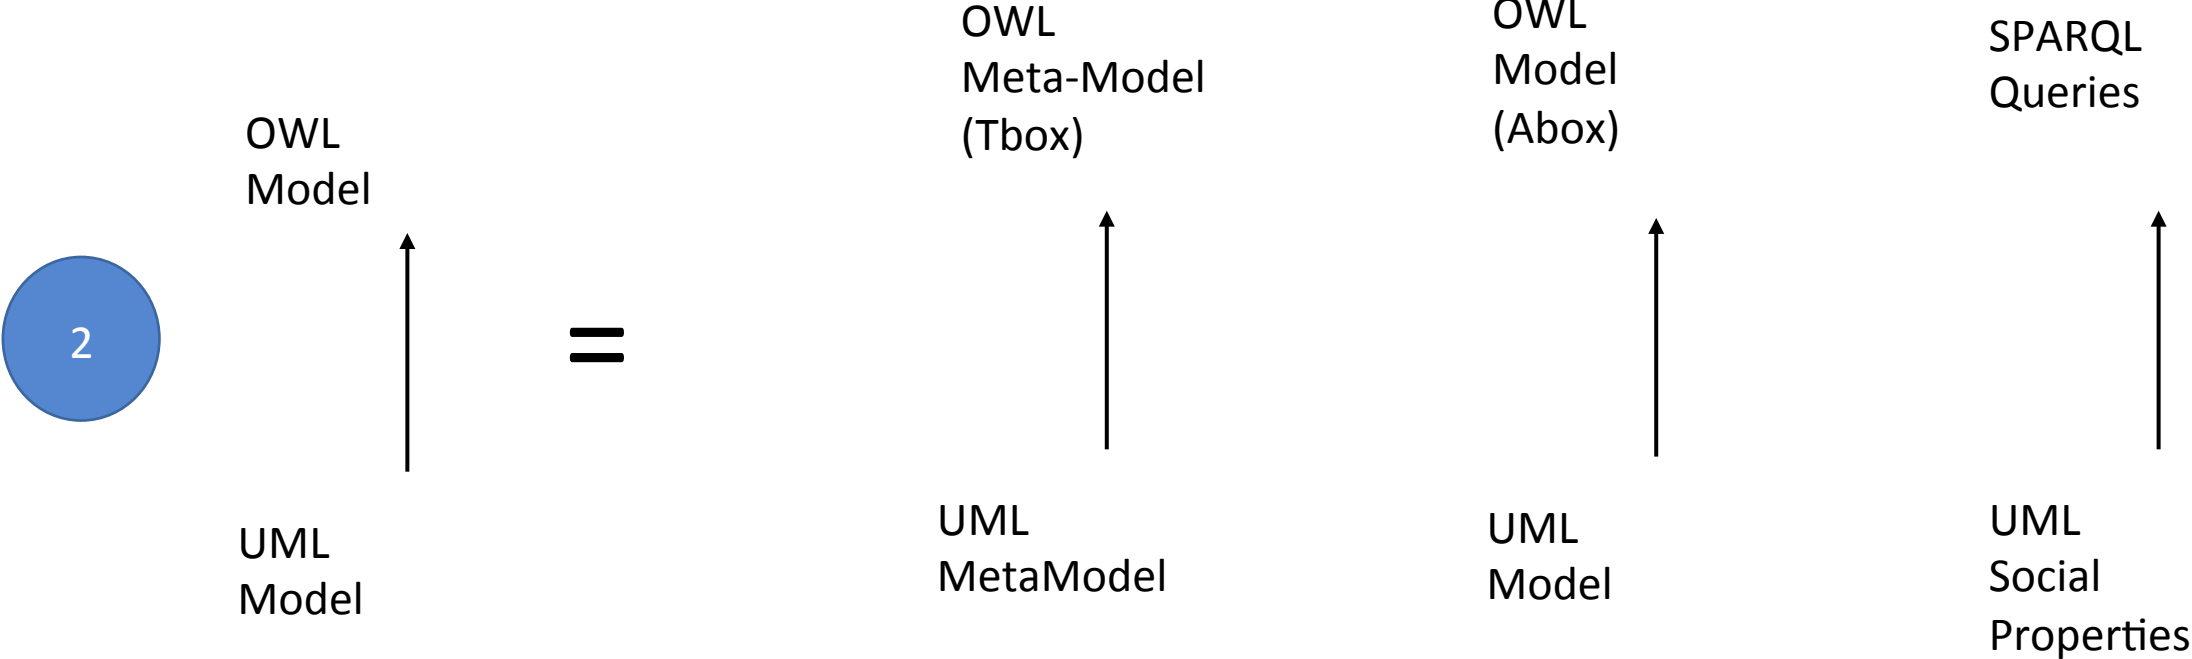 OWL
Meta-Model
(Tbox)
OWL
Model
(Abox)
SPARQL
Queries
OWL
Model
2
=
UML
Model
UML
MetaModel
UML
Model
UML
Social
Properties